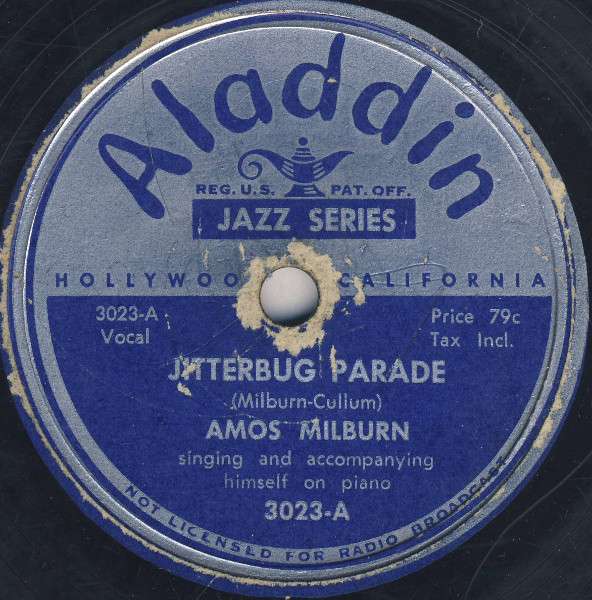 Aladdin
REG. U.S. PAT. OFF.
JAZZ SERIES
HOLLYWOO CALIFORNIA
3023-A
Vocal
Price 79c
Tax Incl.
JITTERBUG PARADE
(Milburn-Cullum)
AMOS MILBURN
singing and accompanying
himself on piano
3023-A
NOT LICENSED FOR RADIO BROADCAST